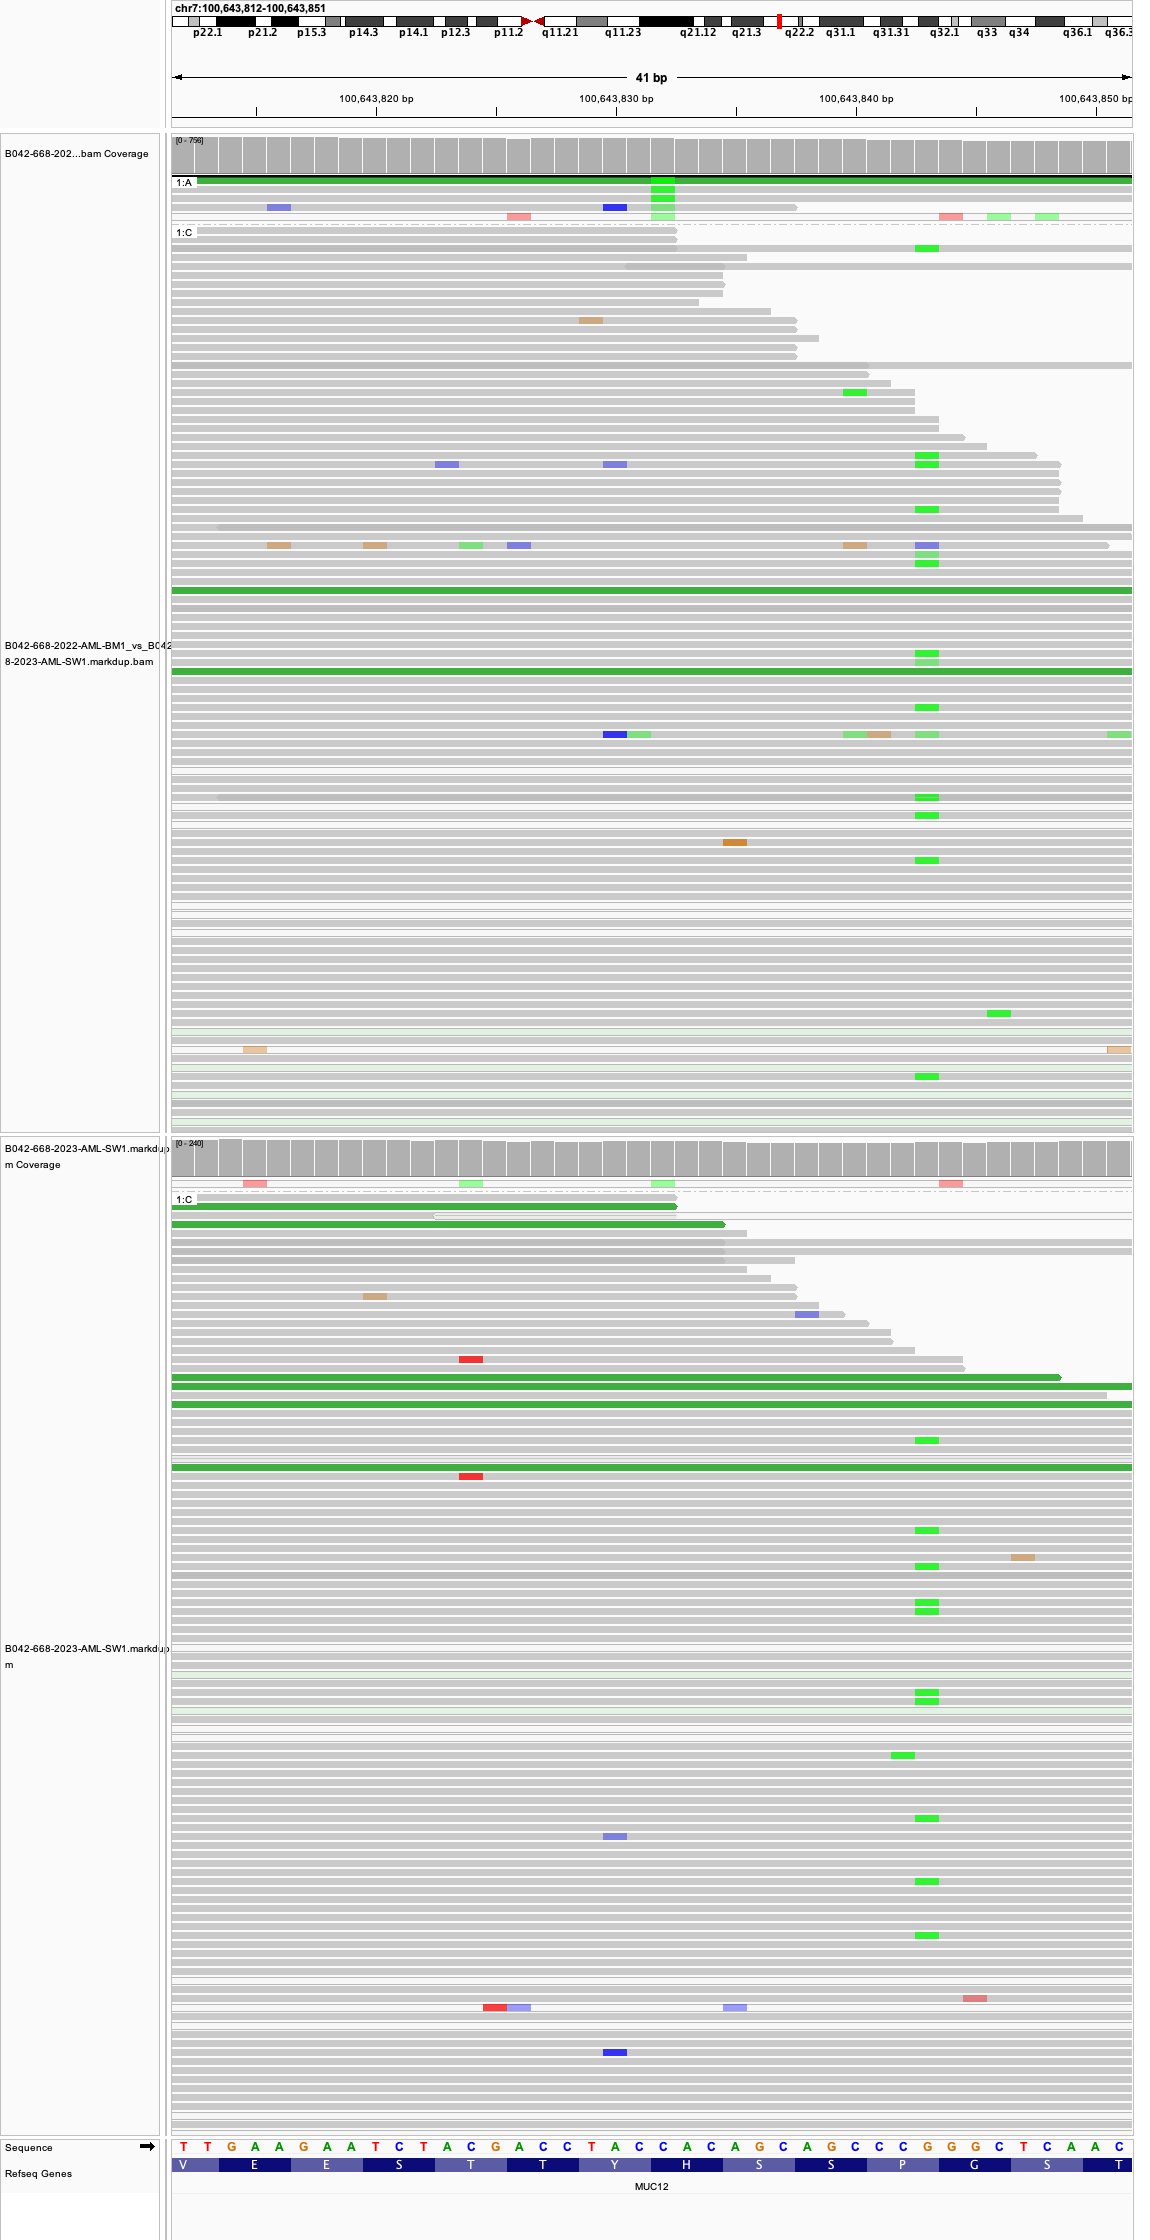 chr7:100,643,812-100,643,851
p22.1 p21.2 p15.3 p14.3 p14.1 p12.3 p11.2 q11.21 q11.23 q21.12 q21.3 q22.2 q31.1 q31.31 q32.1 q33 q34 q36.1 q36.3
41 bp
100,643,820 bp 100,643,830 bp 100,643,840 bp 100,643,850 bp
[0 - 756]
B042-668-202...bam Coverage
1:A
1:C
B042-668-2022-AML-BM1_vs_B042
8-2023-AML-SW1.markdup.bam
[0 - 240]
B042-668-2023-AML-SW1.markdup
m Coverage
1:C
B042-668-2023-AML-SW1.markdup
m
Sequence T T G A A G A A T C T A C G A C C T A C C A C A G C A G C C C G G G C T C A A C
Refseq Genes V E E S T T Y H S S P G S T
MUC12